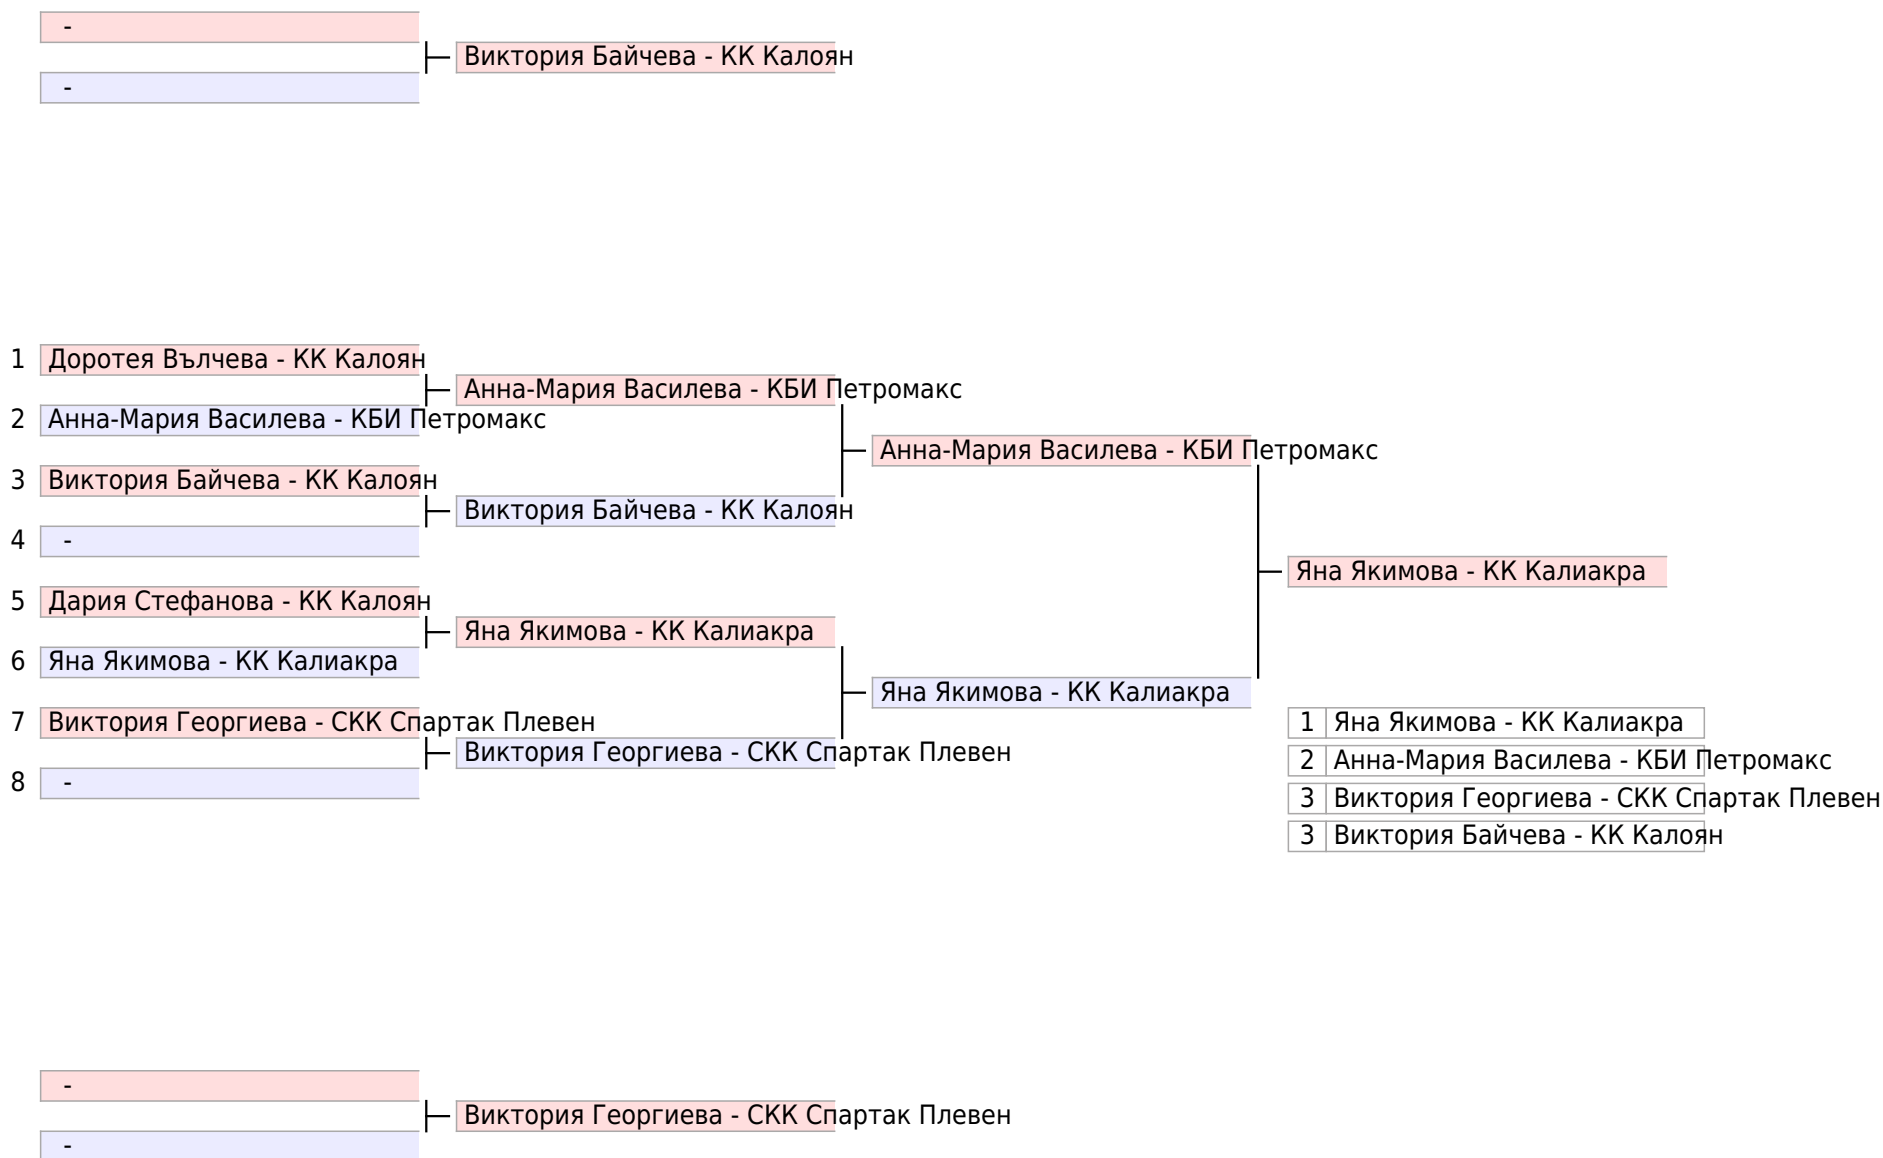 -
Виктория Байчева - КК Калоян
-
1 Доротея Вълчева - КК Калоян
Анна-Мария Василева - КБИ Петромакс
2 Анна-Мария Василева - КБИ Петромакс
Анна-Мария Василева - КБИ Петромакс
3 Виктория Байчева - КК Калоян
Виктория Байчева - КК Калоян
4 -
Яна Якимова - КК Калиакра
5 Дария Стефанова - КК Калоян
Яна Якимова - КК Калиакра
6 Яна Якимова - КК Калиакра
Яна Якимова - КК Калиакра
7 Виктория Георгиева - СКК Спартак Плевен
Виктория Георгиева - СКК Спартак Плевен
8 -
1 Яна Якимова - КК Калиакра
2 Анна-Мария Василева - КБИ Петромакс
3 Виктория Георгиева - СКК Спартак Плевен
3 Виктория Байчева - КК Калоян
-
Виктория Георгиева - СКК Спартак Плевен
-